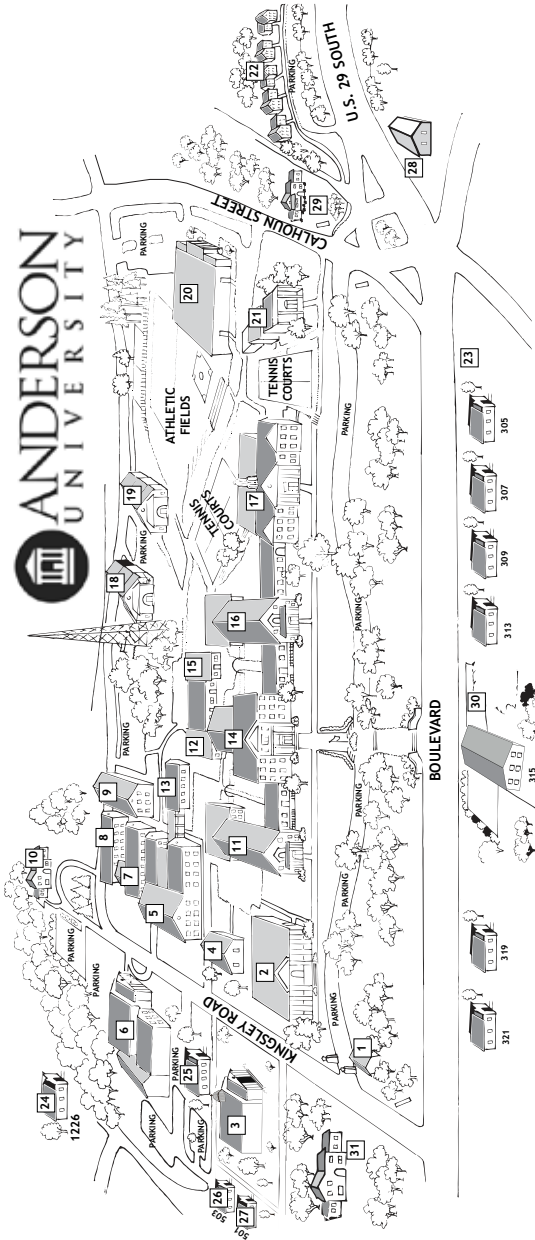 ANDERSON
UNIVERSITY
U.S. 29 SOUTH
PARKING
22
28
29
CALHOUN STREET
PARKING
20
21
23
ATHLETIC
FIELDS
TENNIS
COURTS
PARKING
305
307
309
313
19
PARKING
18
TENNIS
COURTS
17
16
PARKING
15
12
14
PARKING
30
315
BOULEVARD
9
13
8
7
11
PARKING
10
5
4
2
PARKING
319
321
PARKING
PARKING
6
KINGSLEY ROAD
PARKING
1
24
1226
PARKING
25
PARKING
3
PARKING
26
503
27
501
31